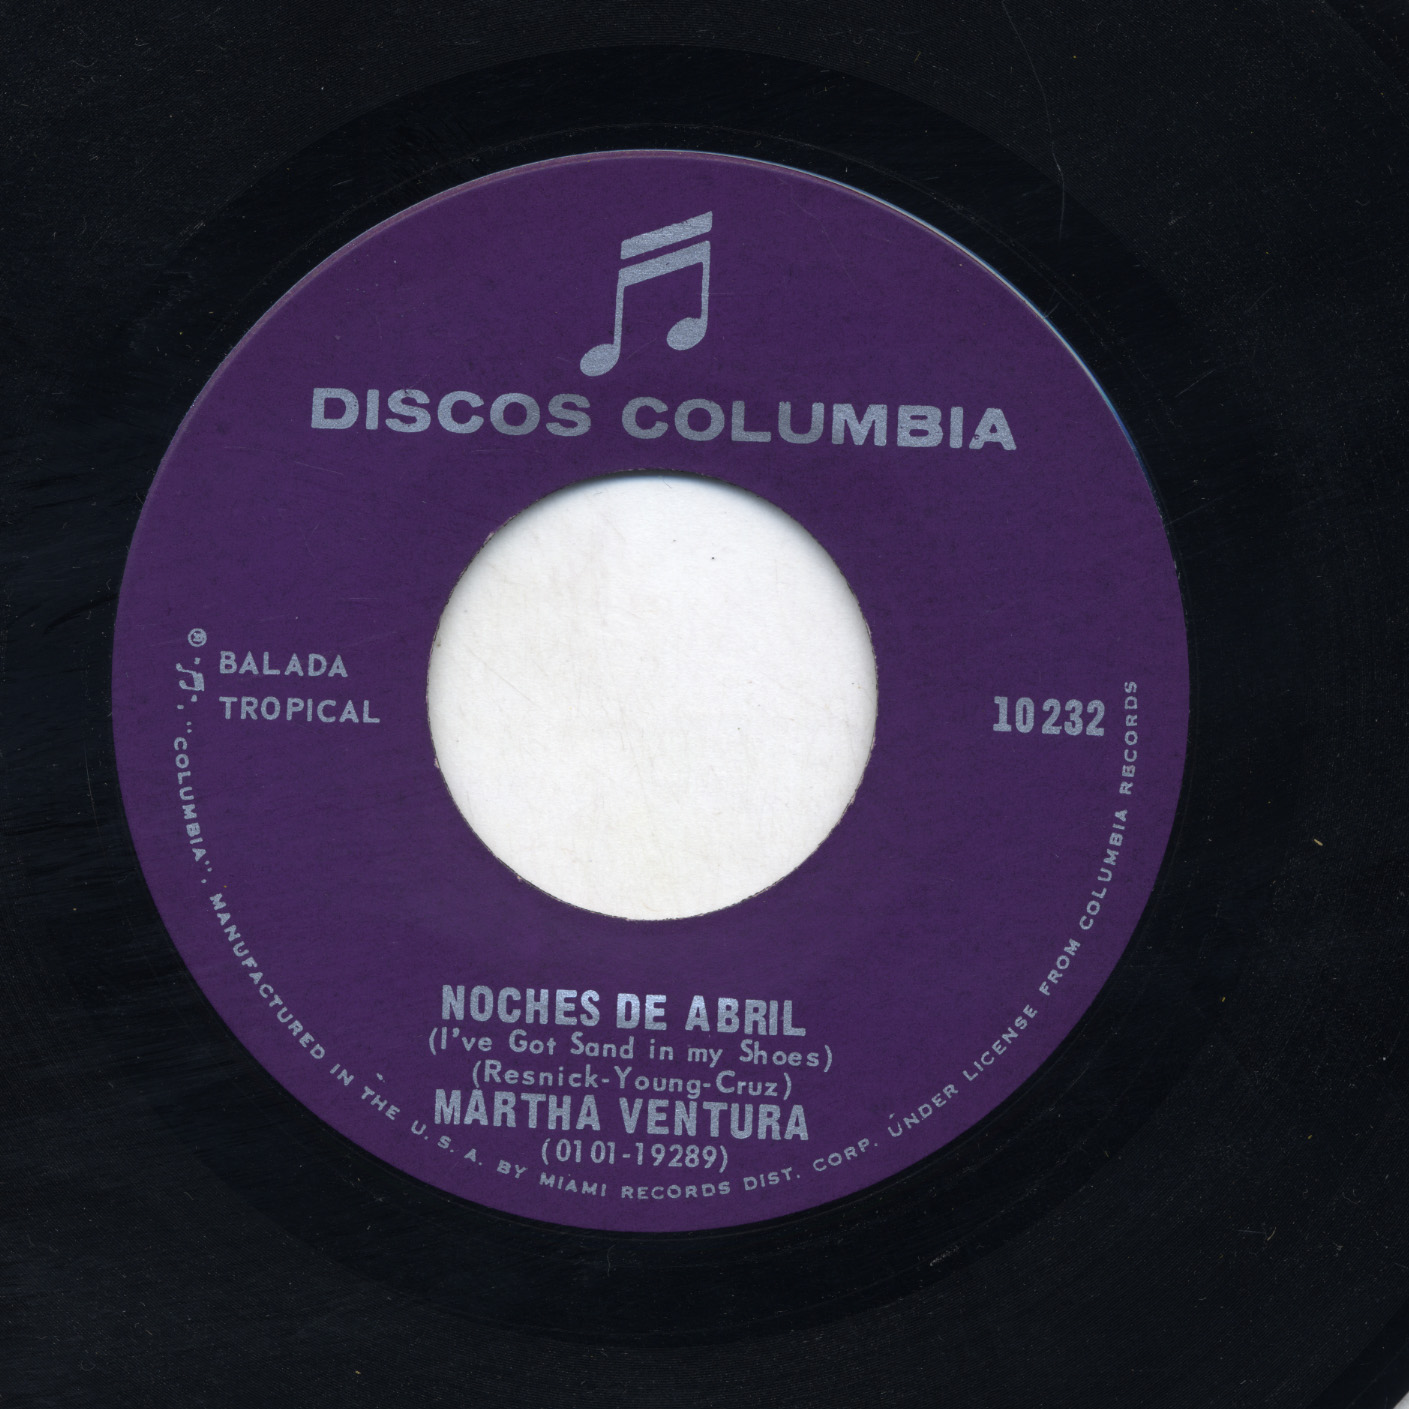 DISCOS COLUMBIA
BALADA
TROPICAL
10232
NOCHES DE ABRIL
(I've Got Sand in my Shoes)
(Resnick-Young-Cruz)
MARTHA VENTURA
(0101-19289)
® "♫", "COLUMBIA", MANUFACTURED IN THE U.S.A. BY MIAMI RECORDS DIST. CORP. UNDER LICENSE FROM COLUMBIA RECORDS